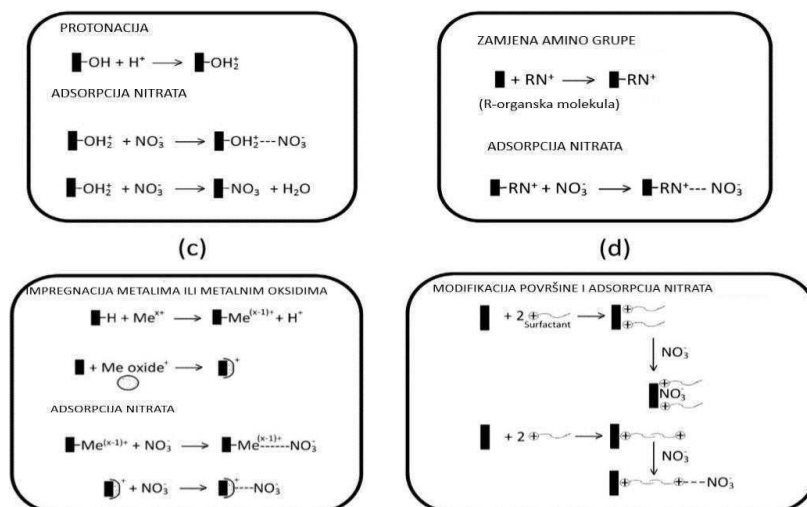 PROTONACIJA
-OH + H⁺ → -OH₂⁺
ADSORPCIJA NITRATA
-OH₂⁺ + NO₃⁻ → -OH₂⁺---NO₃⁻
-OH₂⁺ + NO₃⁻ → -NO₃ + H₂O
(c)
ZAMJENA AMINO GRUPE
+ RN⁺ → -RN⁺
(R-organska molekula)
ADSORPCIJA NITRATA
-RN⁺ + NO₃⁻ → -RN⁺--- NO₃⁻
(d)
IMPREGNACIJA METALIMA ILI METALNIM OKSIDIMA
-H + Meˣ⁺ → -Me⁽ˣ⁻¹⁾⁺ + H⁺
+ Me oxide⁺ → ⁺
ADSORPCIJA NITRATA
-Me⁽ˣ⁻¹⁾⁺ + NO₃⁻ → -Me⁽ˣ⁻¹⁾⁺------NO₃⁻
⁺ + NO₃⁻ → ⁺----NO₃⁻
MODIFIKACIJA POVRŠINE I ADSORPCIJA NITRATA
+ 2 ⊕ → ⊕
Surfactant ⊕
NO₃⁻
⊕
NO₃⁻
⊕
+ 2 ⊕ → ⊕ ⊕
NO₃⁻
⊕ ⊕---NO₃⁻